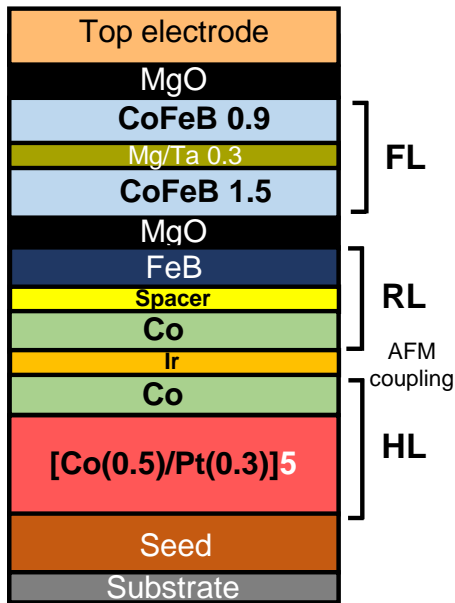 Top electrode
MgO
CoFeB 0.9
Mg/Ta 0.3
CoFeB 1.5
FL
MgO
FeB
Spacer
Co
RL
Ir
AFM
coupling
Co
[Co(0.5)/Pt(0.3)]5
HL
Seed
Substrate